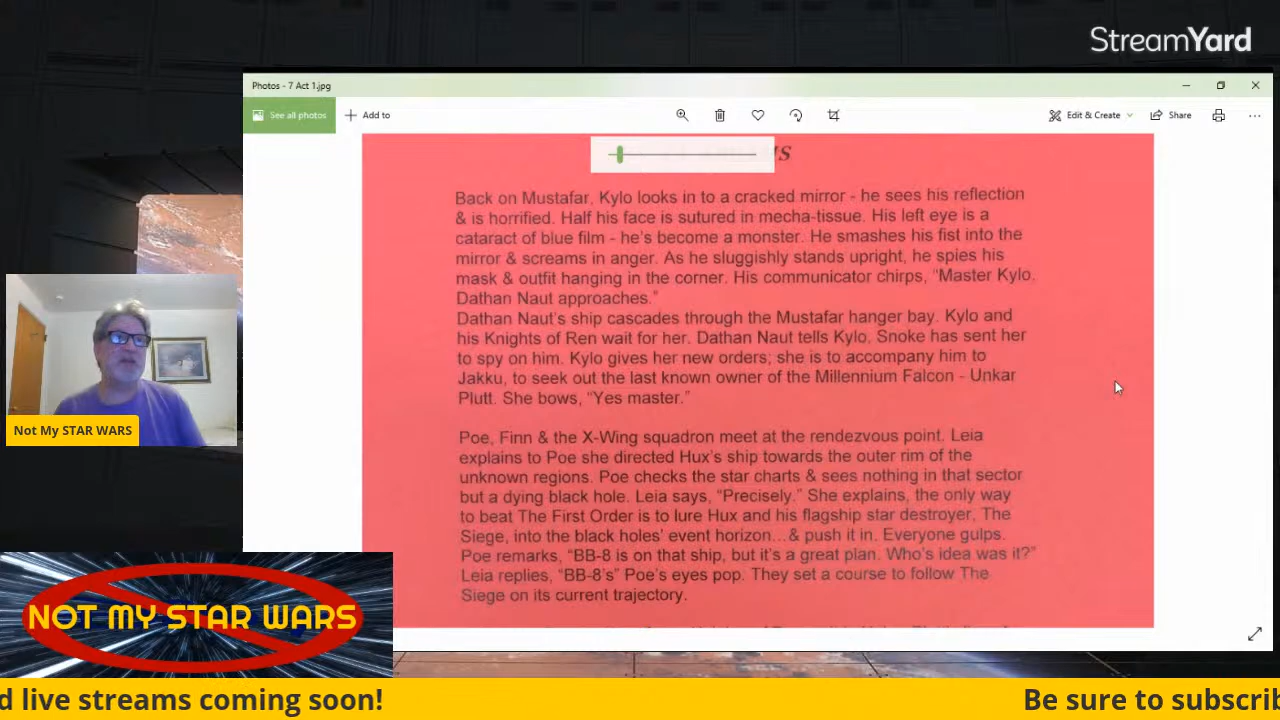 StreamYard
Photos - 7 Act 1.jpg
See all photos
Add to
Edit & Create
Share
Back on Mustafar, Kylo looks in to a cracked mirror - he sees his reflection
& is horrified. Half his face is sutured in mecha-tissue. His left eye is a
cataract of blue film - he's become a monster. He smashes his fist into the
mirror & screams in anger. As he sluggishly stands upright, he spies his
mask & outfit hanging in the corner. His communicator chirps, "Master Kylo.
Dathan Naut approaches."
Dathan Naut's ship cascades through the Mustafar hanger bay. Kylo and
his Knights of Ren wait for her. Dathan Naut tells Kylo, Snoke has sent her
to spy on him. Kylo gives her new orders; she is to accompany him to
Jakku, to seek out the last known owner of the Millennium Falcon - Unkar
Plutt. She bows, "Yes master."
Poe, Finn & the X-Wing squadron meet at the rendezvous point. Leia
explains to Poe she directed Hux's ship towards the outer rim of the
unknown regions. Poe checks the star charts & sees nothing in that sector
but a dying black hole. Leia says, "Precisely." She explains, the only way
to beat The First Order is to lure Hux and his flagship star destroyer, The
Siege, into the black holes' event horizon...& push it in. Everyone gulps.
Poe remarks, "BB-8 is on that ship, but it's a great plan. Who's idea was it?"
Leia replies, "BB-8's" Poe's eyes pop. They set a course to follow The
Siege on its current trajectory.
Not My STAR WARS
NOT MY STAR WARS
d live streams coming soon!
Be sure to subscrib